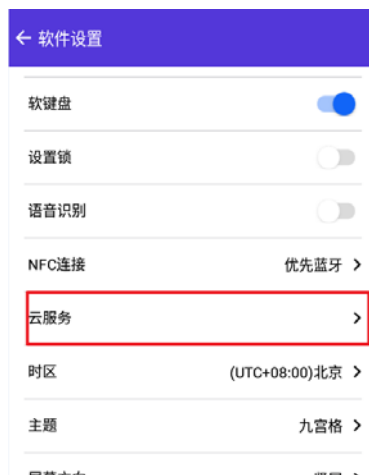 软件设置
软键盘
设置锁
语音识别
NFC连接 优先蓝牙
云服务
时区 (UTC+08:00)北京
主题 九宫格